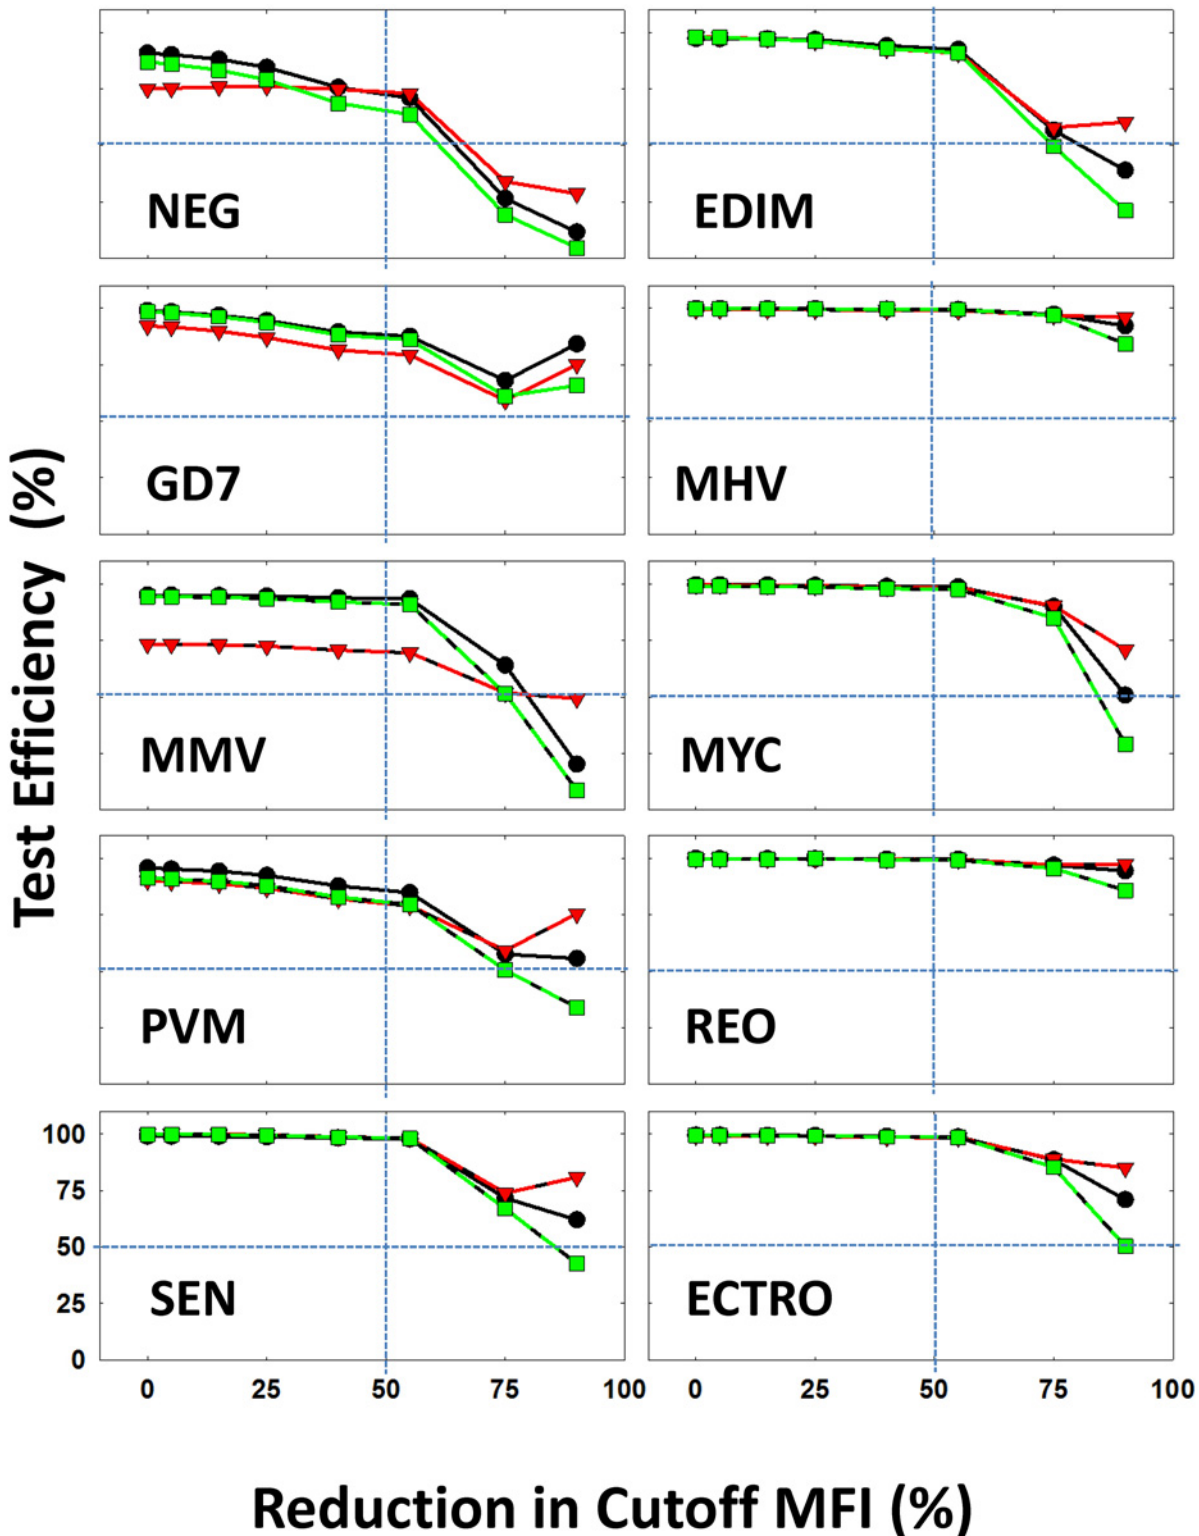 NEG
EDIM
GD7
MHV
MMV
MYC
PVM
REO
SEN
ECTRO
Test Efficiency (%)
100
75
50
25
0
0 25 50 75 100
0 25 50 75 100
Reduction in Cutoff MFI (%)